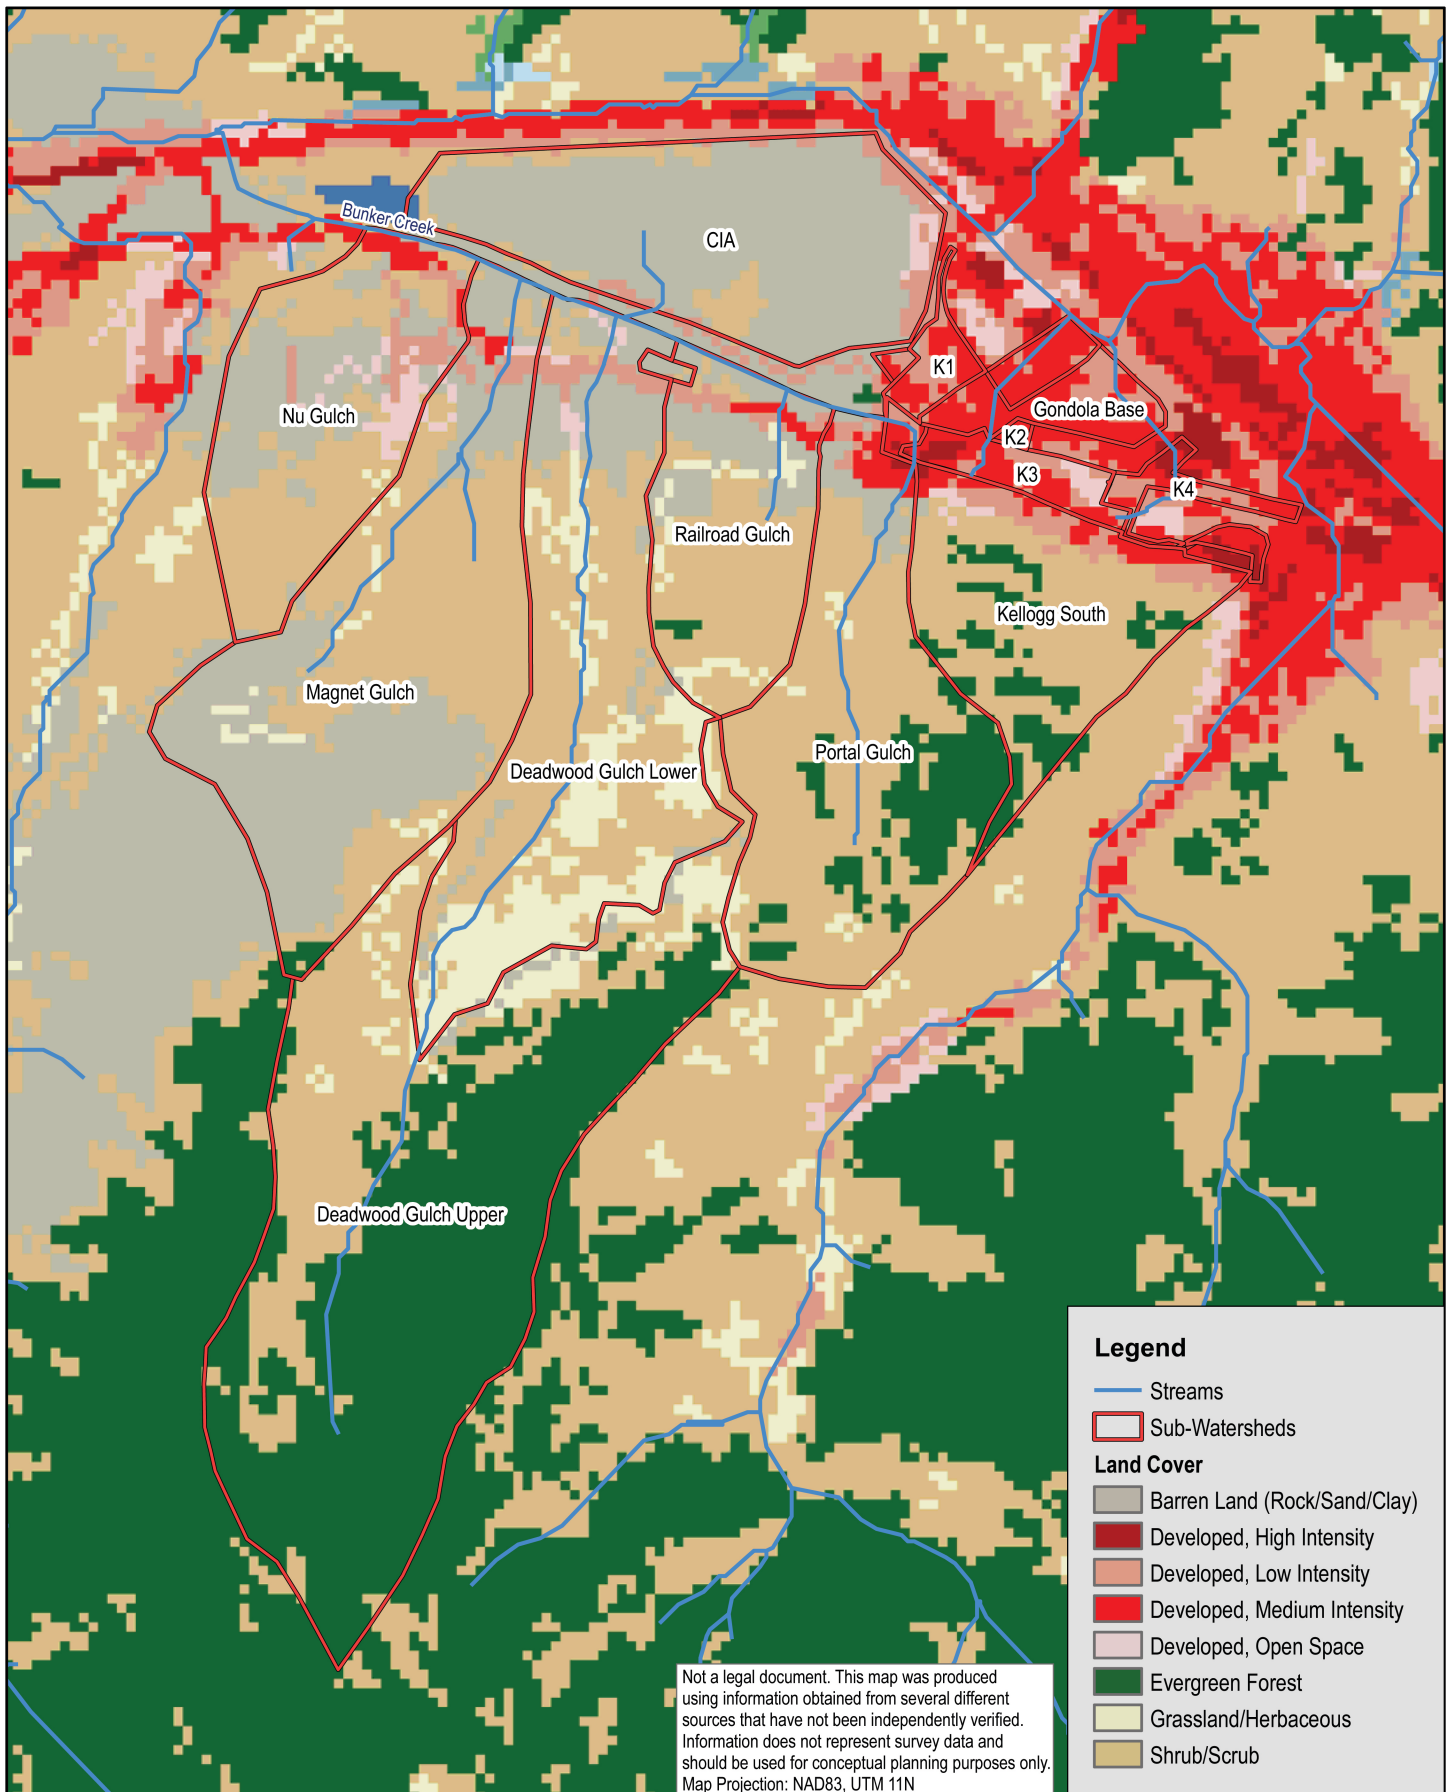 Bunker Creek
CIA
K1
Nu Gulch
Gondola Base
K2
K3
K4
Railroad Gulch
Kellogg South
Magnet Gulch
Portal Gulch
Deadwood Gulch Lower
Deadwood Gulch Upper
Legend
Streams
Sub-Watersheds
Land Cover
Barren Land (Rock/Sand/Clay)
Developed, High Intensity
Developed, Low Intensity
Developed, Medium Intensity
Developed, Open Space
Evergreen Forest
Grassland/Herbaceous
Shrub/Scrub
Not a legal document. This map was produced
using information obtained from several different
sources that have not been independently verified.
Information does not represent survey data and
should be used for conceptual planning purposes only.
Map Projection: NAD83, UTM 11N